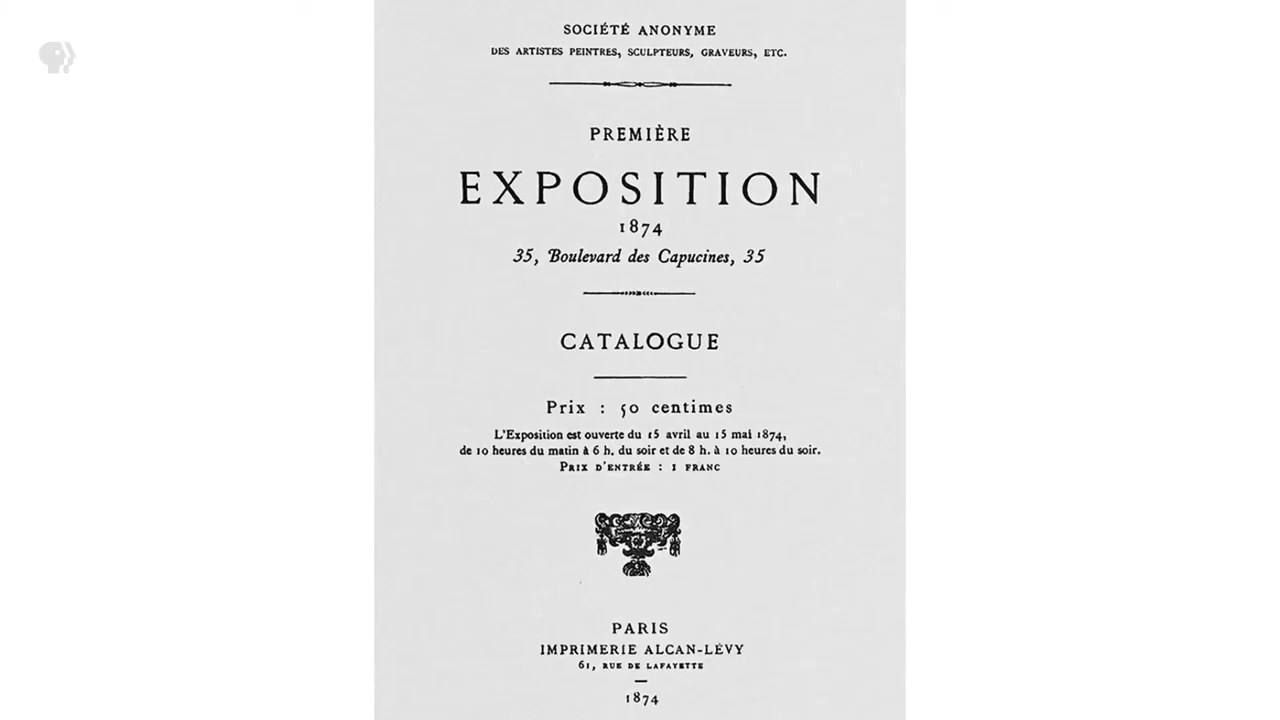 SOCIÉTÉ ANONYME
DES ARTISTES PEINTRES, SCULPTEURS, GRAVEURS, ETC.
PREMIÈRE
EXPOSITION
1874
35, Boulevard des Capucines, 35
CATALOGUE
Prix : 50 centimes
L'Exposition est ouverte du 15 avril au 15 mai 1874,
de 10 heures du matin à 6 h. du soir et de 8 h. à 10 heures du soir.
PRIX D'ENTRÉE : 1 FRANC
PARIS
IMPRIMERIE ALCAN-LÉVY
61, RUE DE LAFAYETTE
1874